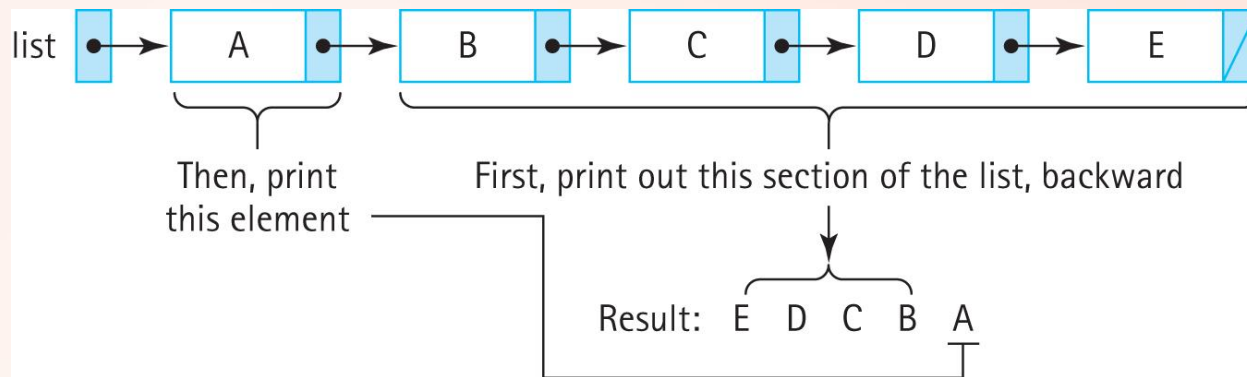 list A B C D E
Then, print First, print out this section of the list, backward
this element
Result: E D C B A